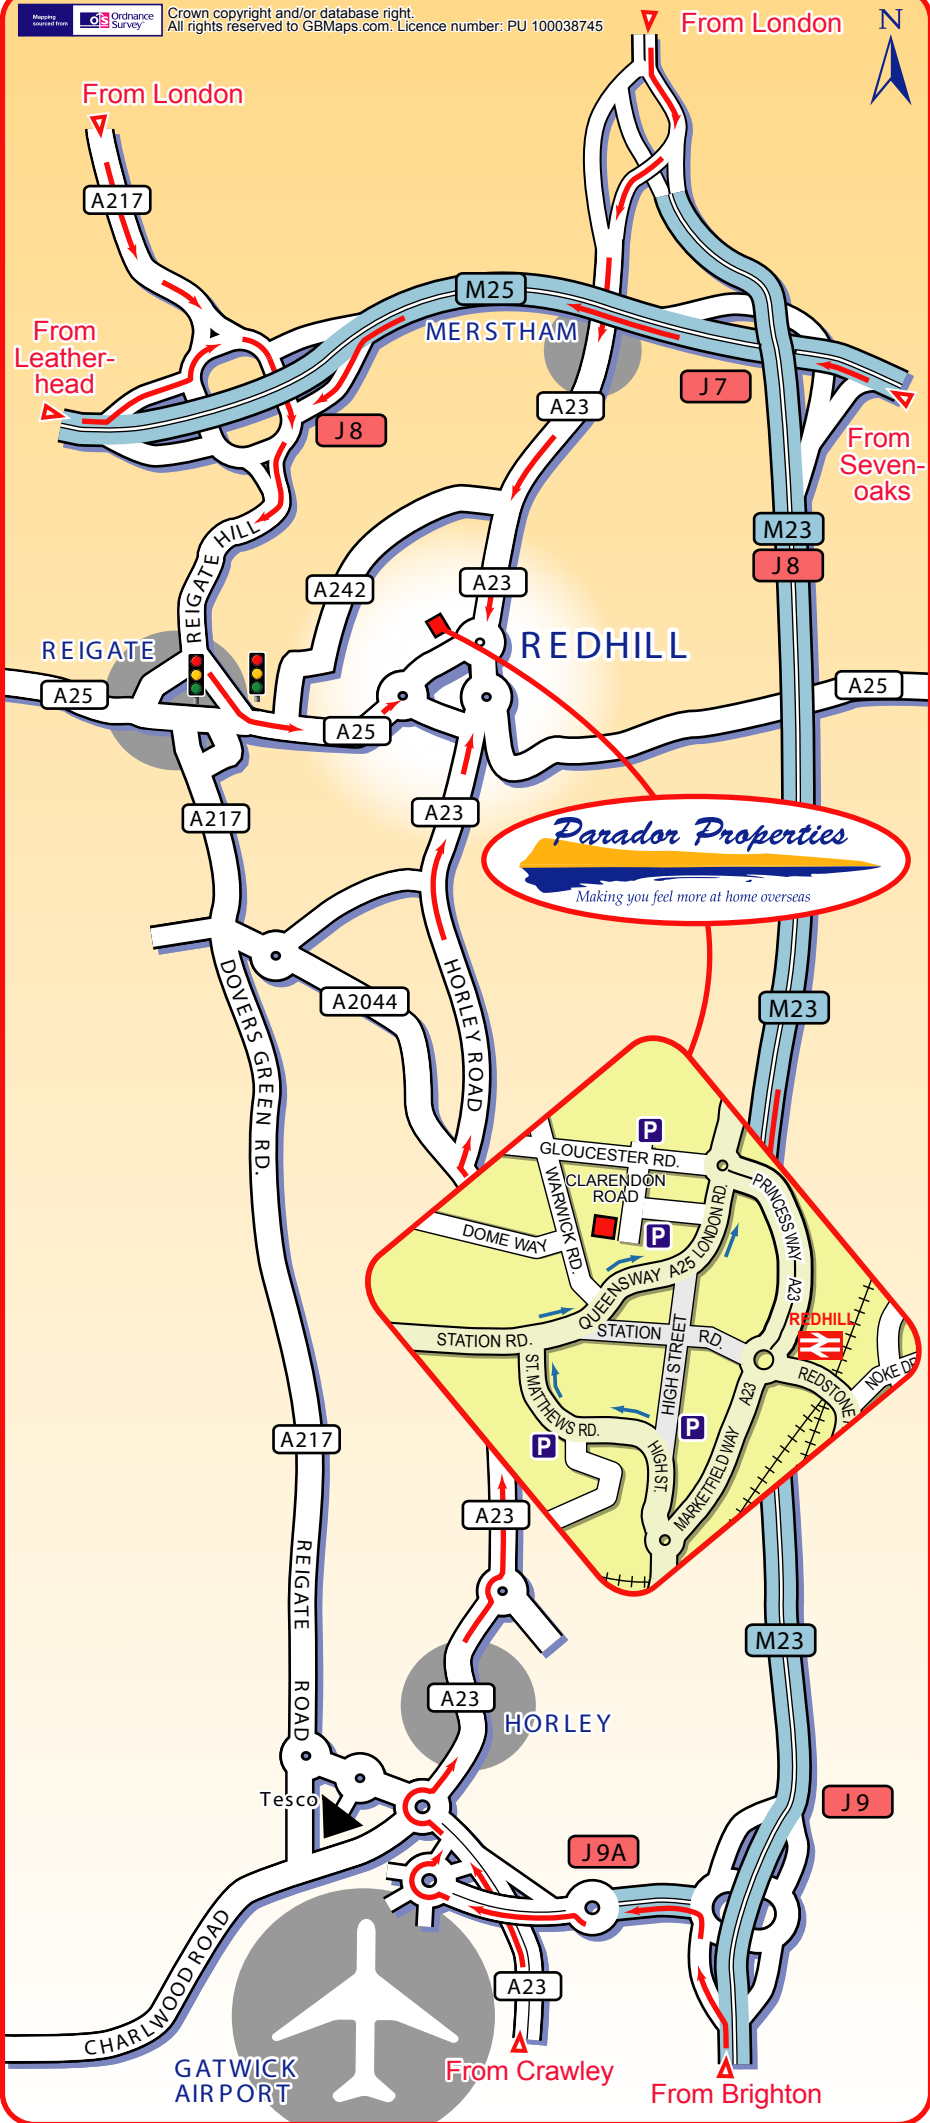 Mapping
sourced from
OS Ordnance
Survey
Crown copyright and/or database right.
All rights reserved to GBMaps.com. Licence number: PU 100038745
From London
N
From London
A217
M25
MERSTHAM
From
Leather-
head
J7
J8
A23
From
Seven-
oaks
M23
J8
REIGATE HILL
A242
A23
REIGATE
REDHILL
A25
A25
A25
A217
A23
Parador Properties
Making you feel more at home overseas
DOVERS GREEN RD.
HORLEY ROAD
A2044
M23
P
GLOUCESTER RD.
CLARENDON
ROAD
WARWICK RD.
PRINCESS WAY
A23
DOME WAY
P
LONDON RD.
A25
QUEENSWAY
STATION RD.
STATION RD.
REDHILL
HIGH STREET
ST. MATTHEWS RD.
A23
REDSTONE
P
P
HIGH ST.
MARKETFIELD WAY
A217
A23
REIGATE ROAD
M23
A23
HORLEY
Tesco
J9
J9A
CHARLWOOD ROAD
A23
GATWICK
AIRPORT
From Crawley
From Brighton